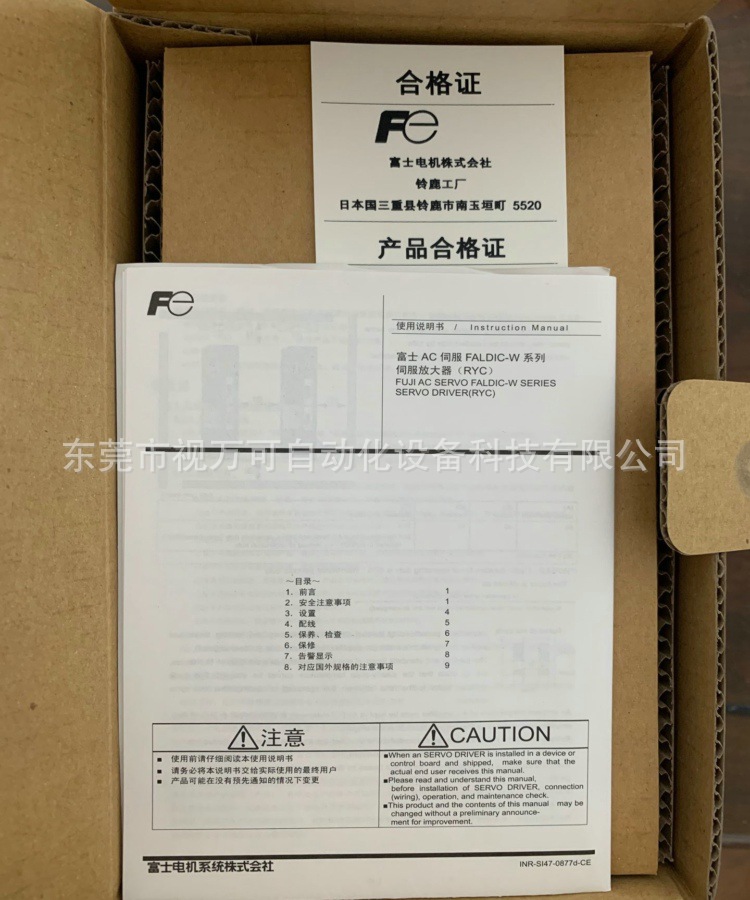 合格证
Fe
富士电机株式会社
铃鹿工厂
日本国三重县铃鹿市南玉垣町 5520
产品合格证
Fe
使用说明书 / Instruction Manual
富士 AC 伺服 FALDIC-W 系列
伺服放大器（RYC）
FUJI AC SERVO FALDIC-W SERIES
SERVO DRIVER(RYC)
东莞市视万可自动化设备科技有限公司
～目录～
1. 前言 1
2. 安全注意事项 1
3. 设置 4
4. 配线 5
5. 保养、检查 6
6. 保修 7
7. 告警显示 8
8. 对应国外规格的注意事项 9
注意
■ 使用前请仔细阅读本使用说明书
■ 请务必将本说明书交给实际使用的最终用户
■ 产品可能在没有预先通知的情况下变更
CAUTION
■When an SERVO DRIVER is installed in a device or
control board and shipped, make sure that the
actual end user receives this manual.
■Please read and understand this manual,
before installation of SERVO DRIVER, connection
(wiring), operation, and maintenance check.
■This product and the contents of this manual may be
changed without a preliminary announce-
ment for improvement.
富士电机系统株式会社
INR-SI47-0877d-CE